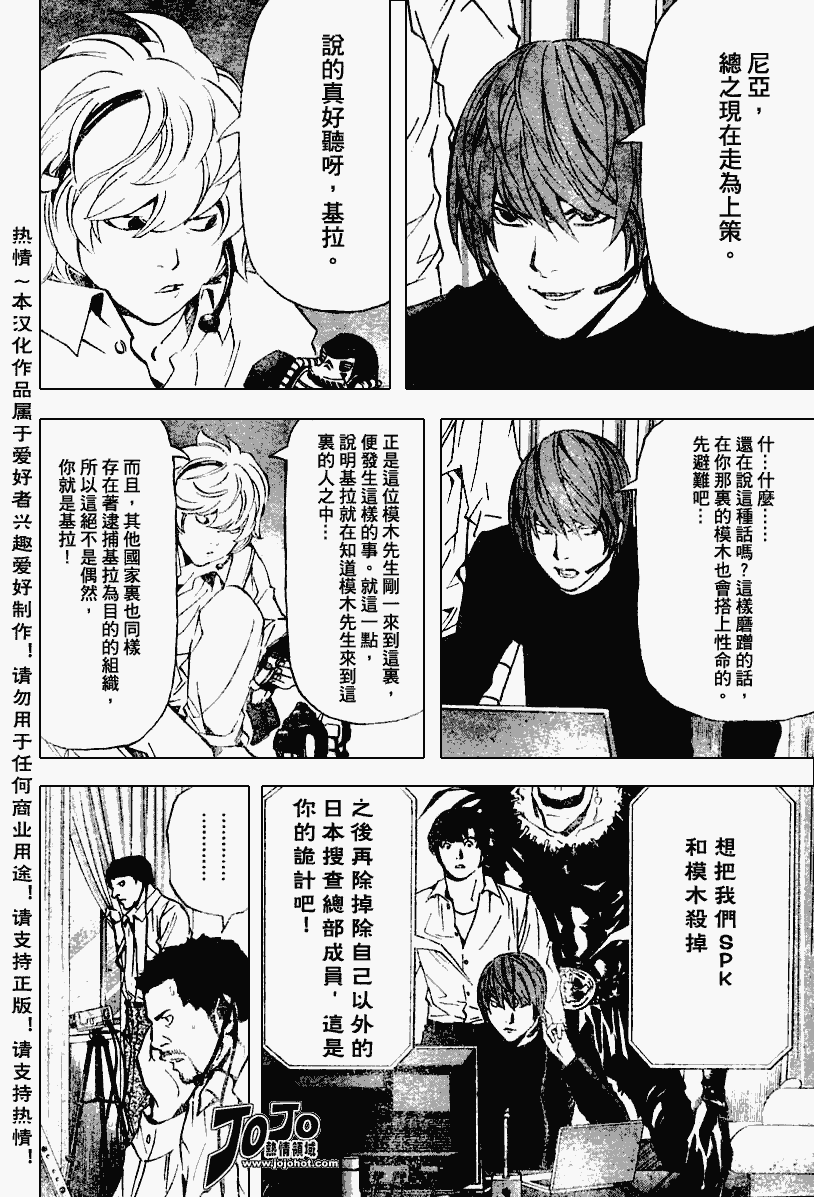 尼亞，
總之現在走為上策。
說的真好聽呀，基拉。
什…什麼……
還在說這種話嗎？這樣磨蹭的話，
在你那裏的模木也會搭上性命的。
先避難吧…
正是這位模木先生剛一來到這裏，
便發生這樣的事。就這一點，
說明基拉就在知道模木先生來到這
裏的人之中…
而且，其他國家裏也同樣
存在著逮捕基拉為目的的組織，
所以這絕不是偶然，
你就是基拉！
想把我們SPK
和模木殺掉
之後再除掉除自己以外的
日本搜查總部成員，這是
你的詭計吧！
………
………
热情～本汉化作品属于爱好者兴趣爱好制作！请勿用于任何商业用途！请支持正版！请支持热情！
JOJO
熱情領域
www.jojohot.com